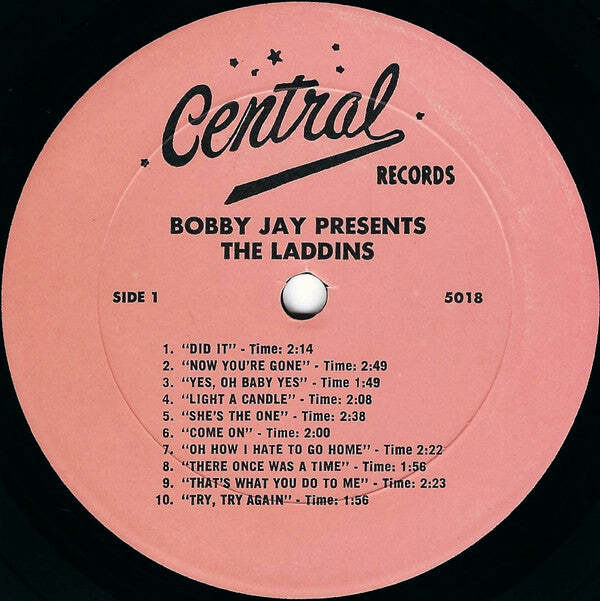 Central
RECORDS
BOBBY JAY PRESENTS
THE LADDINS
SIDE 1 5018
1. "DID IT" - Time: 2:14
2. "NOW YOU'RE GONE" - Time: 2:49
3. "YES, OH BABY YES" - Time 1:49
4. "LIGHT A CANDLE" - Time: 2:08
5. "SHE'S THE ONE" - Time: 2:38
6. "COME ON" - Time: 2:00
7. "OH HOW I HATE TO GO HOME" - Time 2:22
8. "THERE ONCE WAS A TIME" - Time: 1:56
9. "THAT'S WHAT YOU DO TO ME" - Time: 2:23
10. "TRY, TRY AGAIN" - Time: 1:56